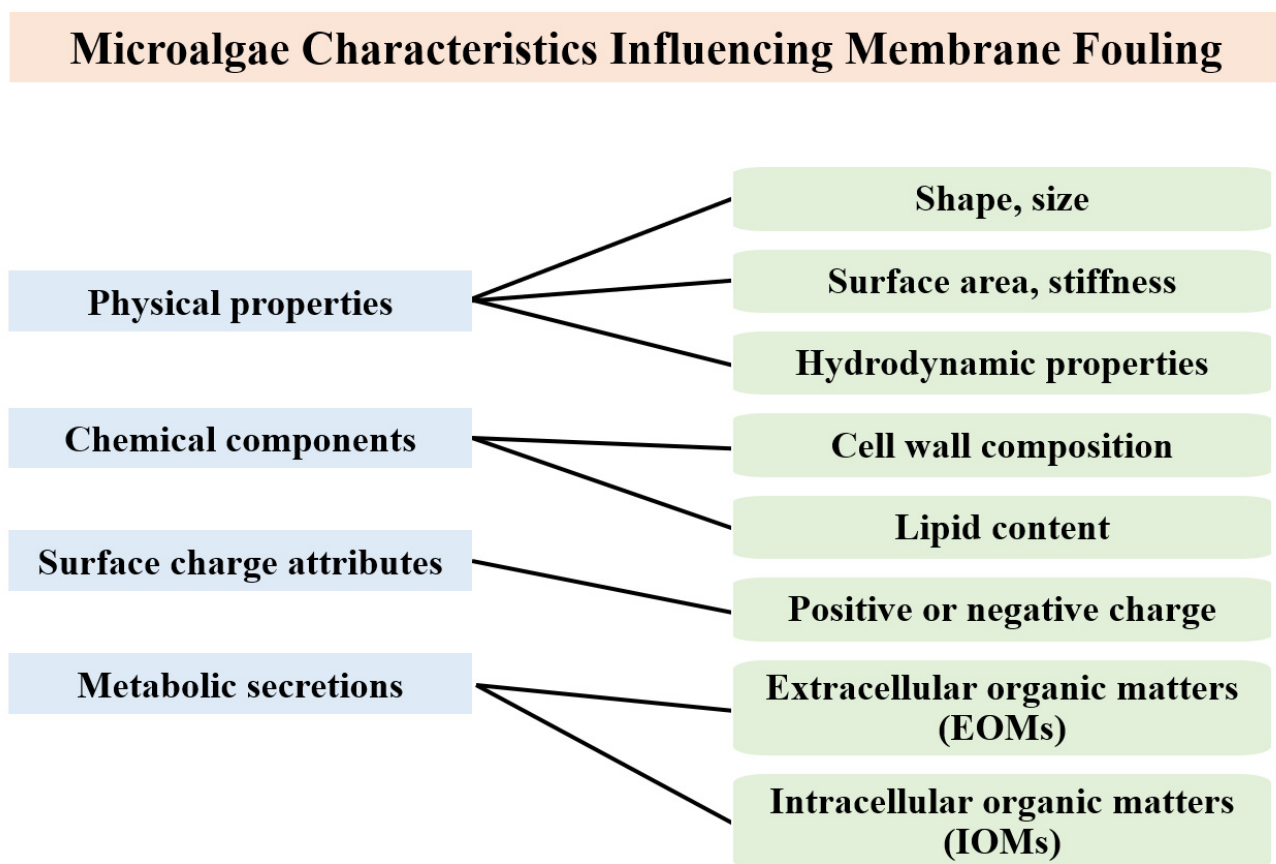 Microalgae Characteristics Influencing Membrane Fouling
Physical properties
Shape, size
Surface area, stiffness
Hydrodynamic properties
Chemical components
Cell wall composition
Lipid content
Surface charge attributes
Positive or negative charge
Metabolic secretions
Extracellular organic matters
(EOMs)
Intracellular organic matters
(IOMs)